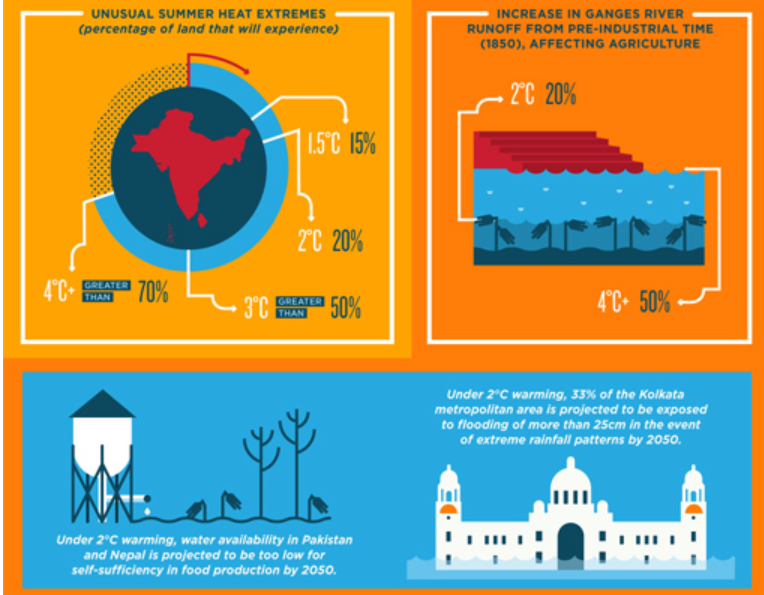 UNUSUAL SUMMER HEAT EXTREMES
(percentage of land that will experience)
1.5°C 15%
2°C 20%
3°C GREATER THAN 50%
4°C+ GREATER THAN 70%
INCREASE IN GANGES RIVER
RUNOFF FROM PRE-INDUSTRIAL TIME
(1850), AFFECTING AGRICULTURE
2°C 20%
4°C+ 50%
Under 2°C warming, water availability in Pakistan
and Nepal is projected to be too low for
self-sufficiency in food production by 2050.
Under 2°C warming, 33% of the Kolkata
metropolitan area is projected to be exposed
to flooding of more than 25cm in the event
of extreme rainfall patterns by 2050.